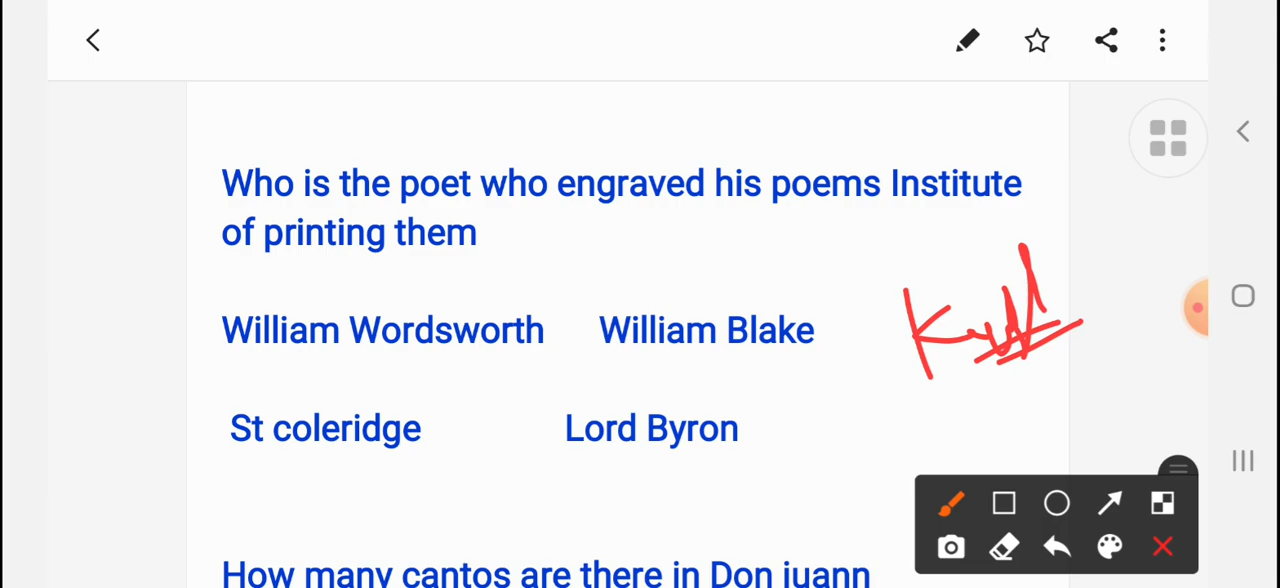 Who is the poet who engraved his poems Institute
of printing them
William Wordsworth William Blake
St coleridge Lord Byron
How many cantos are there in Don juann